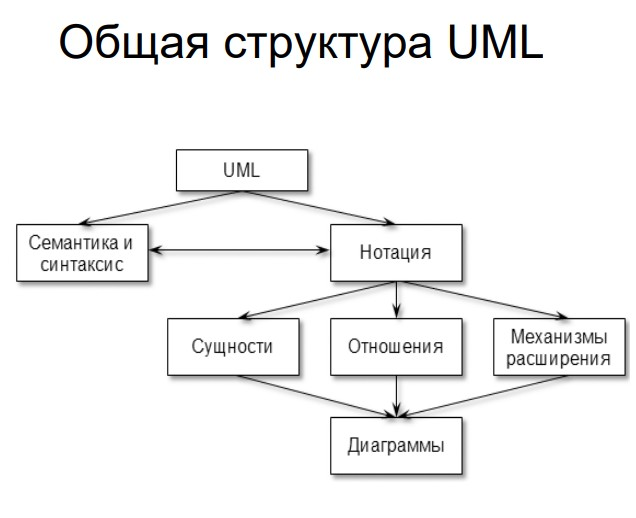 Общая структура UML
UML
Семантика и
синтаксис
Нотация
Сущности
Отношения
Механизмы
расширения
Диаграммы